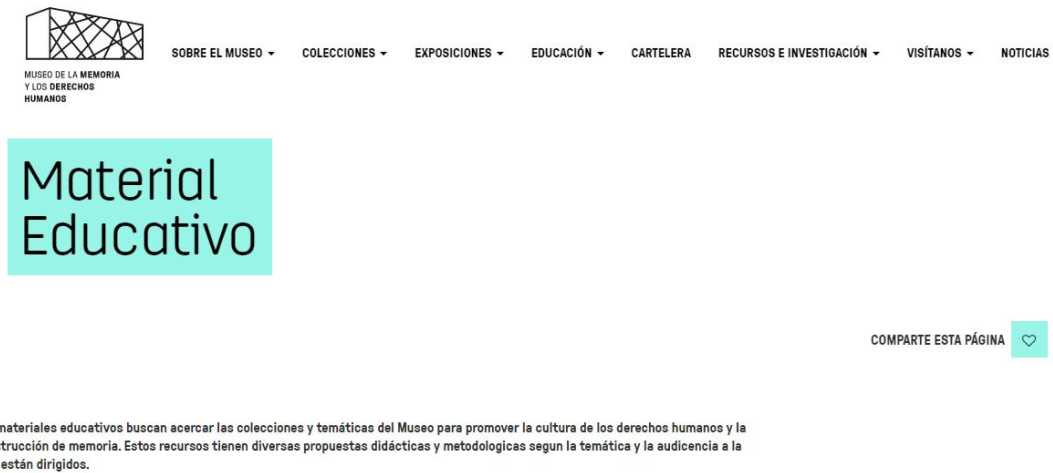 MUSEO DE LA MEMORIA
Y LOS DERECHOS
HUMANOS
SOBRE EL MUSEO COLECCIONES EXPOSICIONES EDUCACIÓN CARTELERA RECURSOS E INVESTIGACIÓN VISÍTANOS NOTICIAS
Material
Educativo
COMPARTE ESTA PÁGINA
materiales educativos buscan acercar las colecciones y temáticas del Museo para promover la cultura de los derechos humanos y la
strucción de memoria. Estos recursos tienen diversas propuestas didácticas y metodologicas segun la temática y la audicencia a la
están dirigidos.